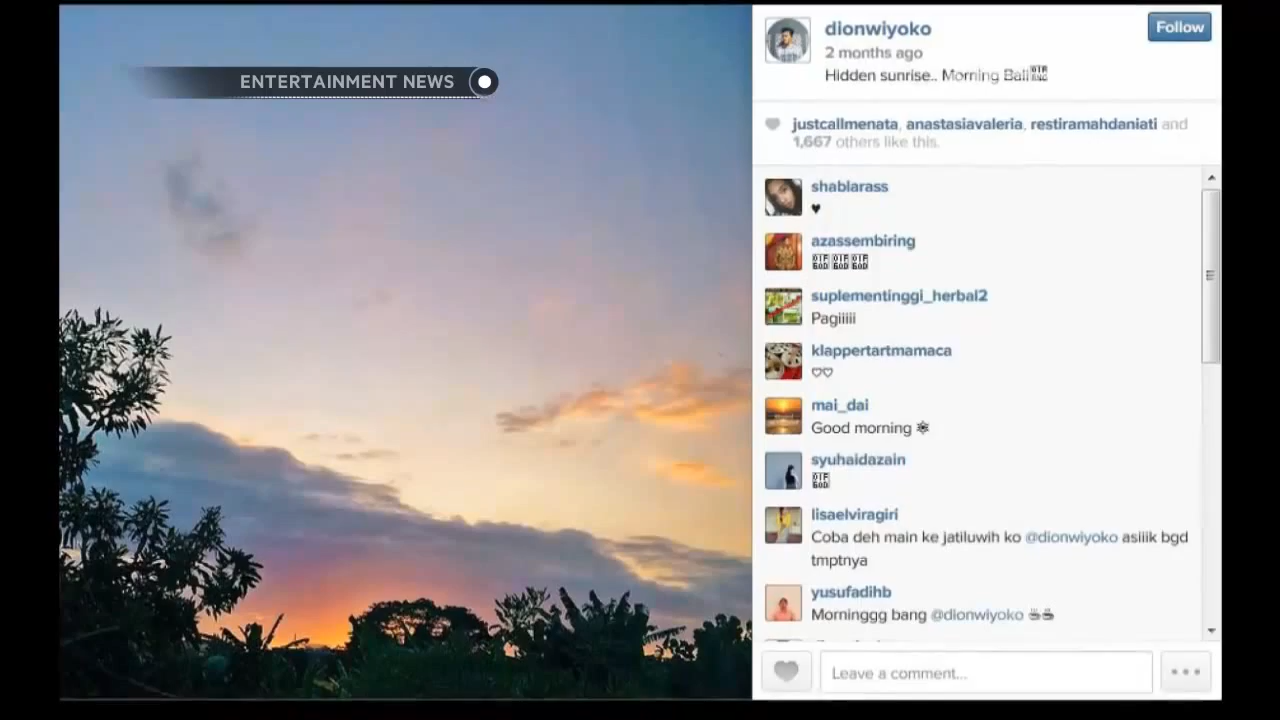 ENTERTAINMENT NEWS
dionwiyoko
Follow
2 months ago
Hidden sunrise.. Morning Bali
justcallmenata, anastasiavaleria, restiramahdaniati and
1,667 others like this.
shablarass
♥
azassembiring
suplementinggi_herbal2
Pagiiiii
klappertartmamaca
♡♡
mai_dai
Good morning ☸
syuhaidazain
lisaelviragiri
Coba deh main ke jatiluwih ko @dionwiyoko asiiik bgd
tmptnya
yusufadihb
Morninggg bang @dionwiyoko ☕☕
Leave a comment...